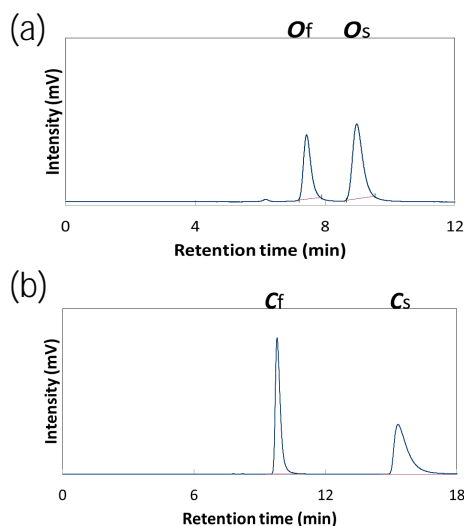 (a)
Of Os
Intensity (mV)
0 4 8 12
Retention time (min)
(b)
Cf Cs
Intensity (mV)
0 6 12 18
Retention time (min)